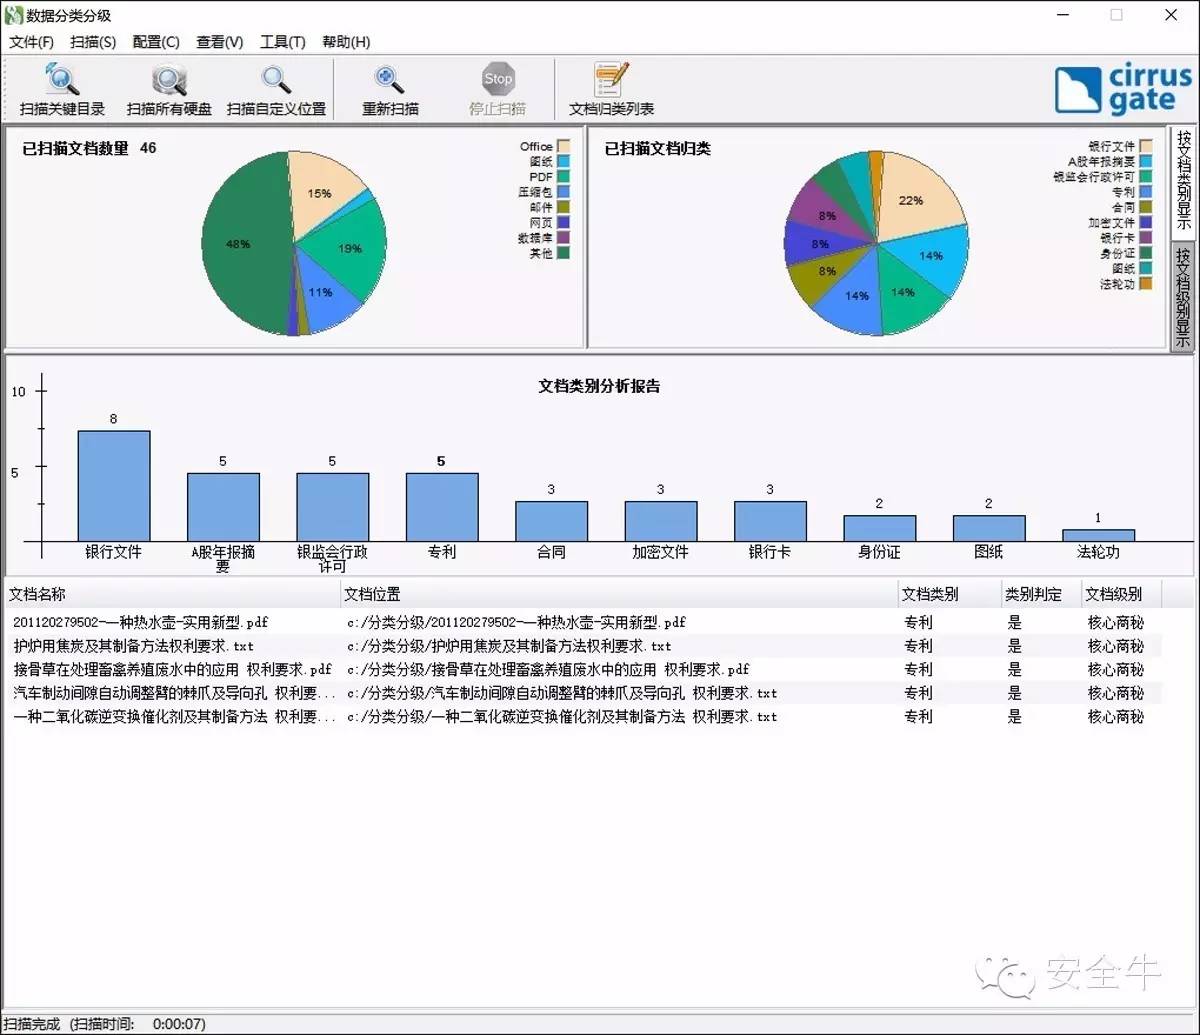 数据分类分级
文件(F) 扫描(S) 配置(C) 查看(V) 工具(T) 帮助(H)
扫描关键目录 扫描所有硬盘 扫描自定义位置 重新扫描 Stop 停止扫描 文档归类列表
cirrus
gate
已扫描文档数量 46
15%
19%
11%
48%
Office
图纸
PDF
压缩包
邮件
网页
数据库
其他
已扫描文档归类
22%
14%
14%
14%
8%
8%
8%
银行文件
A股年报摘要
银监会行政许可
专利
合同
加密文件
银行卡
身份证
图纸
法轮功
按文档类别显示
按文档级别显示
文档类别分析报告
10
5
8 5 5 5 3 3 3 2 2 1
银行文件 A股年报摘要 银监会行政许可 专利 合同 加密文件 银行卡 身份证 图纸 法轮功
文档名称 文档位置 文档类别 类别判定 文档级别
201120279502-一种热水壶-实用新型.pdf c:/分类分级/201120279502-一种热水壶-实用新型.pdf 专利 是 核心商秘
护炉用焦炭及其制备方法权利要求.txt c:/分类分级/护炉用焦炭及其制备方法权利要求.txt 专利 是 核心商秘
接骨草在处理畜禽养殖废水中的应用 权利要求.pdf c:/分类分级/接骨草在处理畜禽养殖废水中的应用 权利要求.pdf 专利 是 核心商秘
汽车制动间隙自动调整臂的棘爪及导向孔 权利要... c:/分类分级/汽车制动间隙自动调整臂的棘爪及导向孔 权利要求.txt 专利 是 核心商秘
一种二氧化碳逆变换催化剂及其制备方法 权利要... c:/分类分级/一种二氧化碳逆变换催化剂及其制备方法 权利要求.txt 专利 是 核心商秘
安全牛
扫描完成 (扫描时间: 0:00:07)